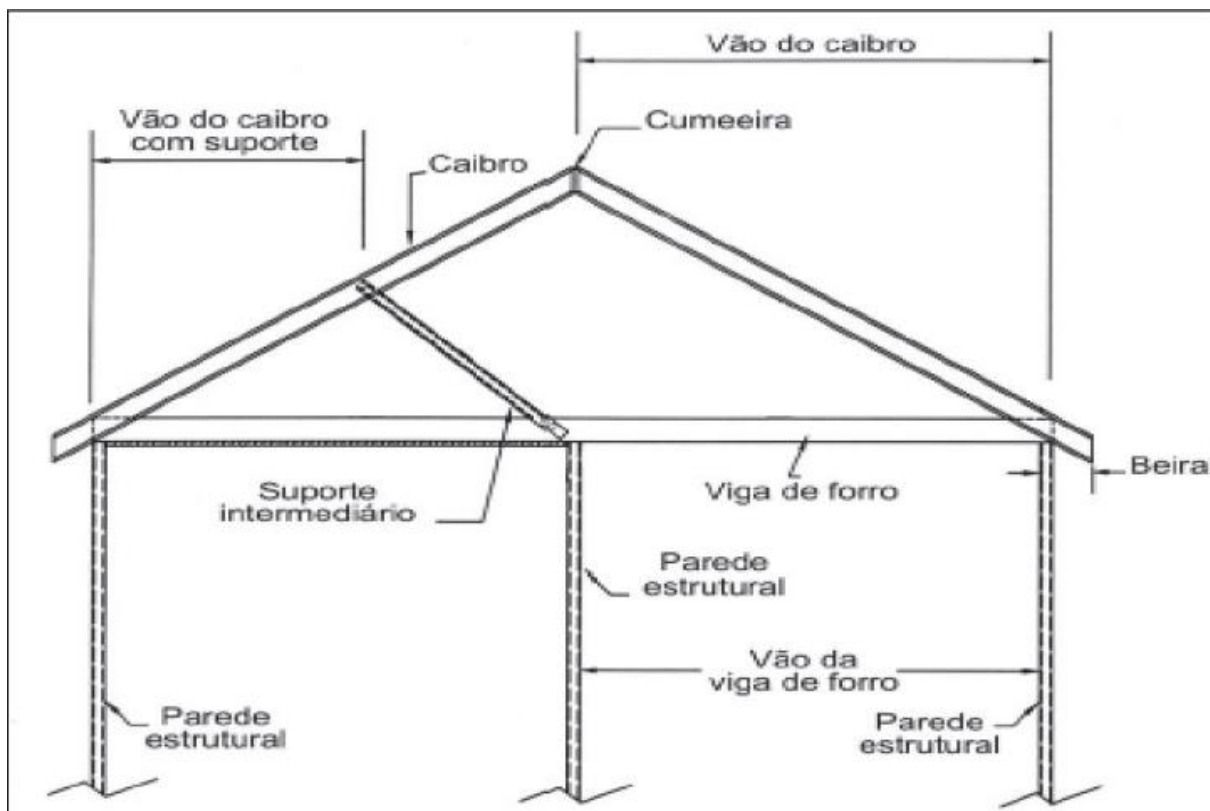 Vão do caibro
Vão do caibro
com suporte
Cumeeira
Caibro
Suporte
intermediário
Viga de forro
Beira
Parede
estrutural
Vão da
viga de forro
Parede
estrutural
Parede
estrutural